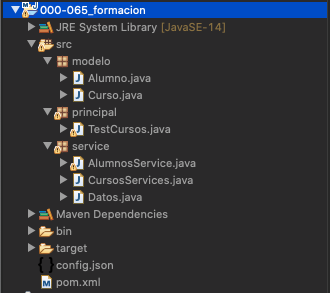 000-065_formacion
JRE System Library [JavaSE-14]
src
modelo
Alumno.java
Curso.java
principal
TestCursos.java
service
AlumnosService.java
CursosServices.java
Datos.java
Maven Dependencies
bin
target
config.json
pom.xml